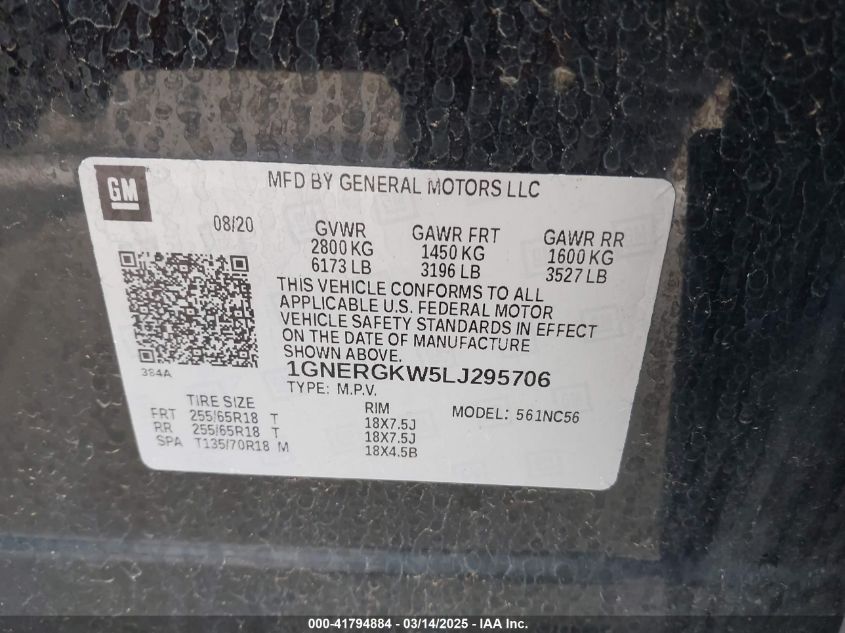 GM
MFD BY GENERAL MOTORS LLC
08/20
GVWR
2800 KG
6173 LB
GAWR FRT
1450 KG
3196 LB
GAWR RR
1600 KG
3527 LB
THIS VEHICLE CONFORMS TO ALL
APPLICABLE U.S. FEDERAL MOTOR
VEHICLE SAFETY STANDARDS IN EFFECT
ON THE DATE OF MANUFACTURE
SHOWN ABOVE.
384A
1GNERGKW5LJ295706
TYPE: M.P.V.
MODEL: 561NC56
TIRE SIZE
RIM
FRT 255/65R18 T 18X7.5J
RR 255/65R18 T 18X7.5J
SPA T135/70R18 M 18X4.5B
000-41794884 / 03/14/2025 - IAA Inc.